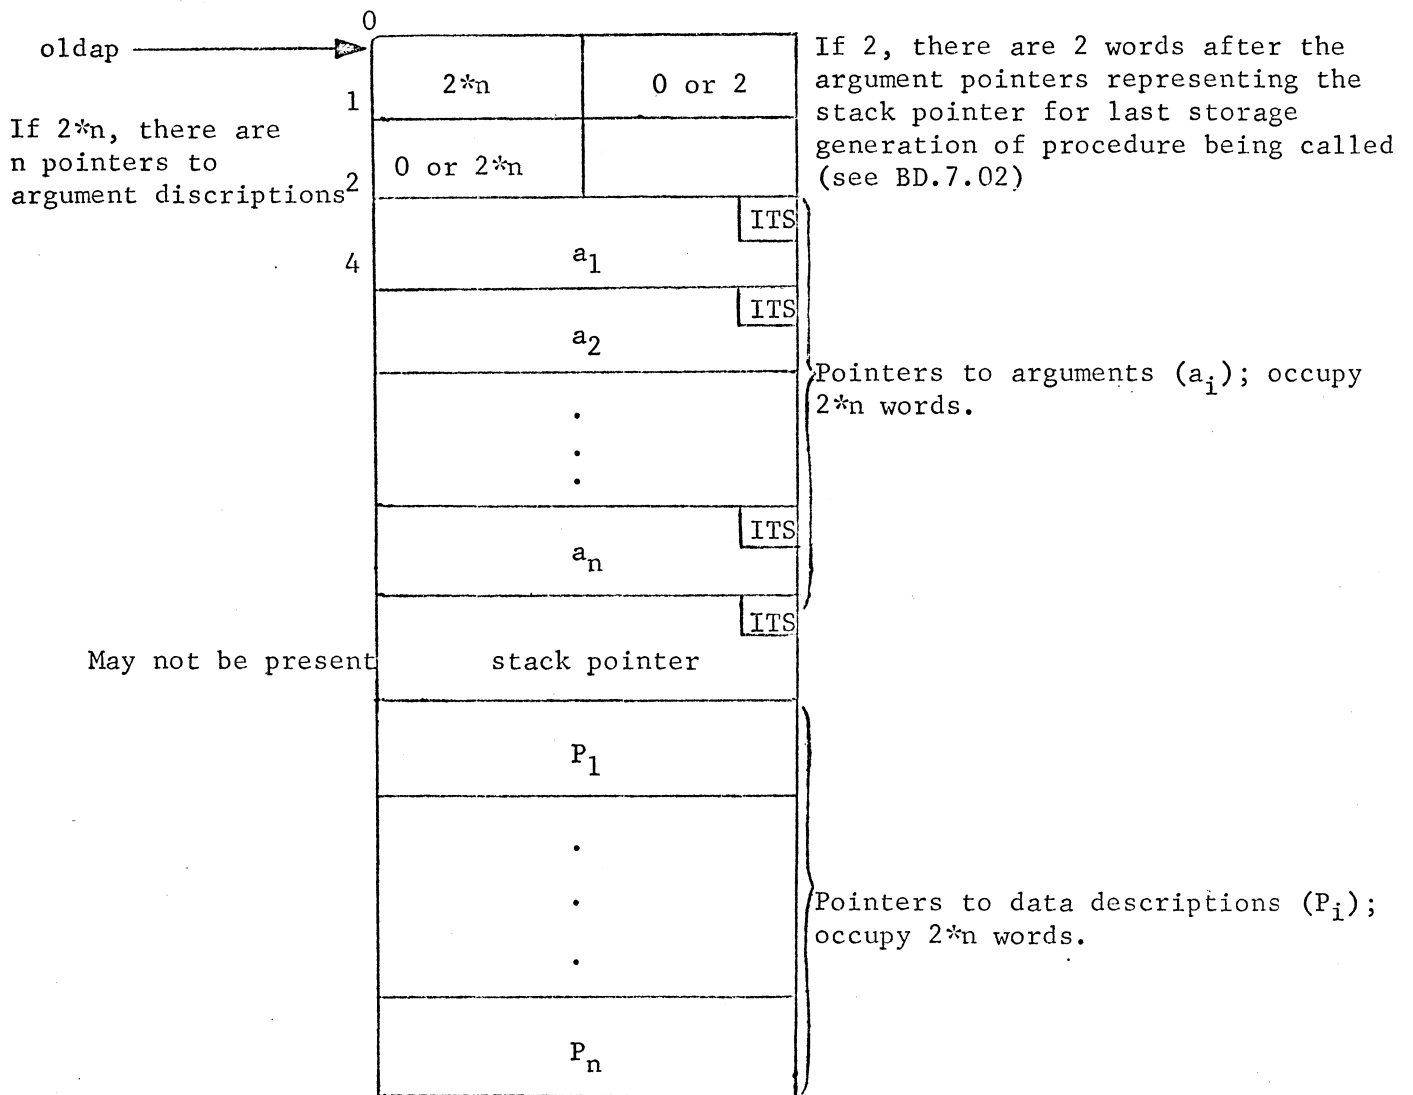 0
oldap
2*n
0 or 2
If 2, there are 2 words after the
argument pointers representing the
stack pointer for last storage
generation of procedure being called
(see BD.7.02)
1
If 2*n, there are
n pointers to
argument discriptions
0 or 2*n
2
ITS
a1
4
ITS
a2
Pointers to arguments (ai); occupy
2*n words.
.
.
.
ITS
an
ITS
May not be present
stack pointer
P1
.
.
.
Pointers to data descriptions (Pi);
occupy 2*n words.
Pn